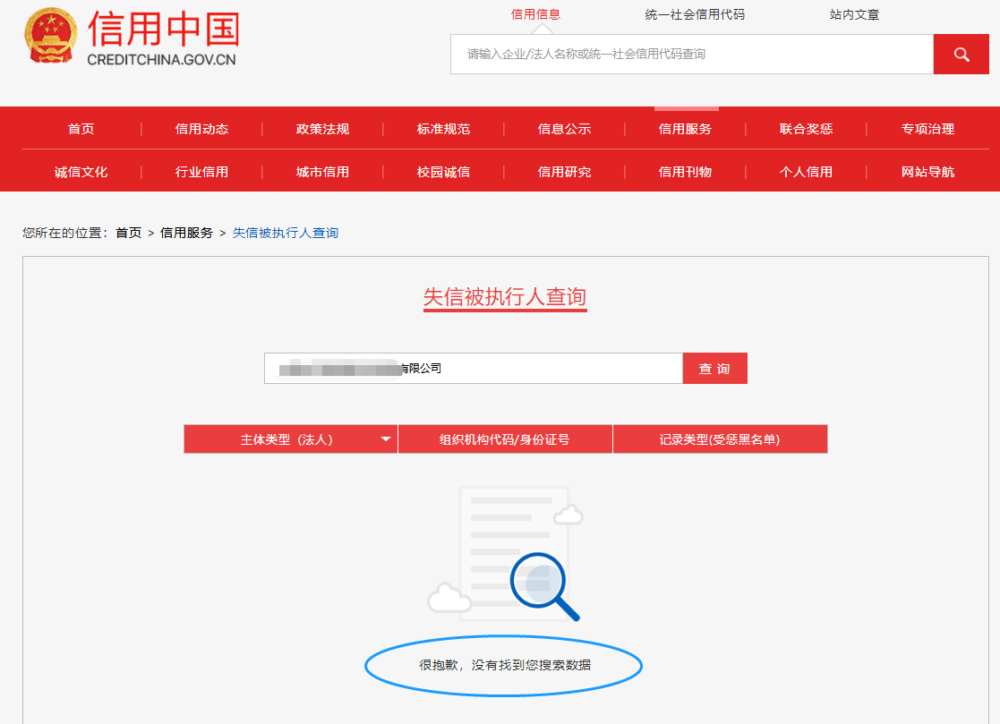 信用中国
CREDITCHINA.GOV.CN
信用信息 统一社会信用代码 站内文章
请输入企业/法人名称或统一社会信用代码查询
首页 信用动态 政策法规 标准规范 信息公示 信用服务 联合奖惩 专项治理
诚信文化 行业信用 城市信用 校园诚信 信用研究 信用刊物 个人信用 网站导航
您所在的位置：首页 > 信用服务 > 失信被执行人查询
失信被执行人查询
有限公司 查 询
主体类型（法人） 组织机构代码/身份证号 记录类型(受惩黑名单)
很抱歉，没有找到您搜索数据